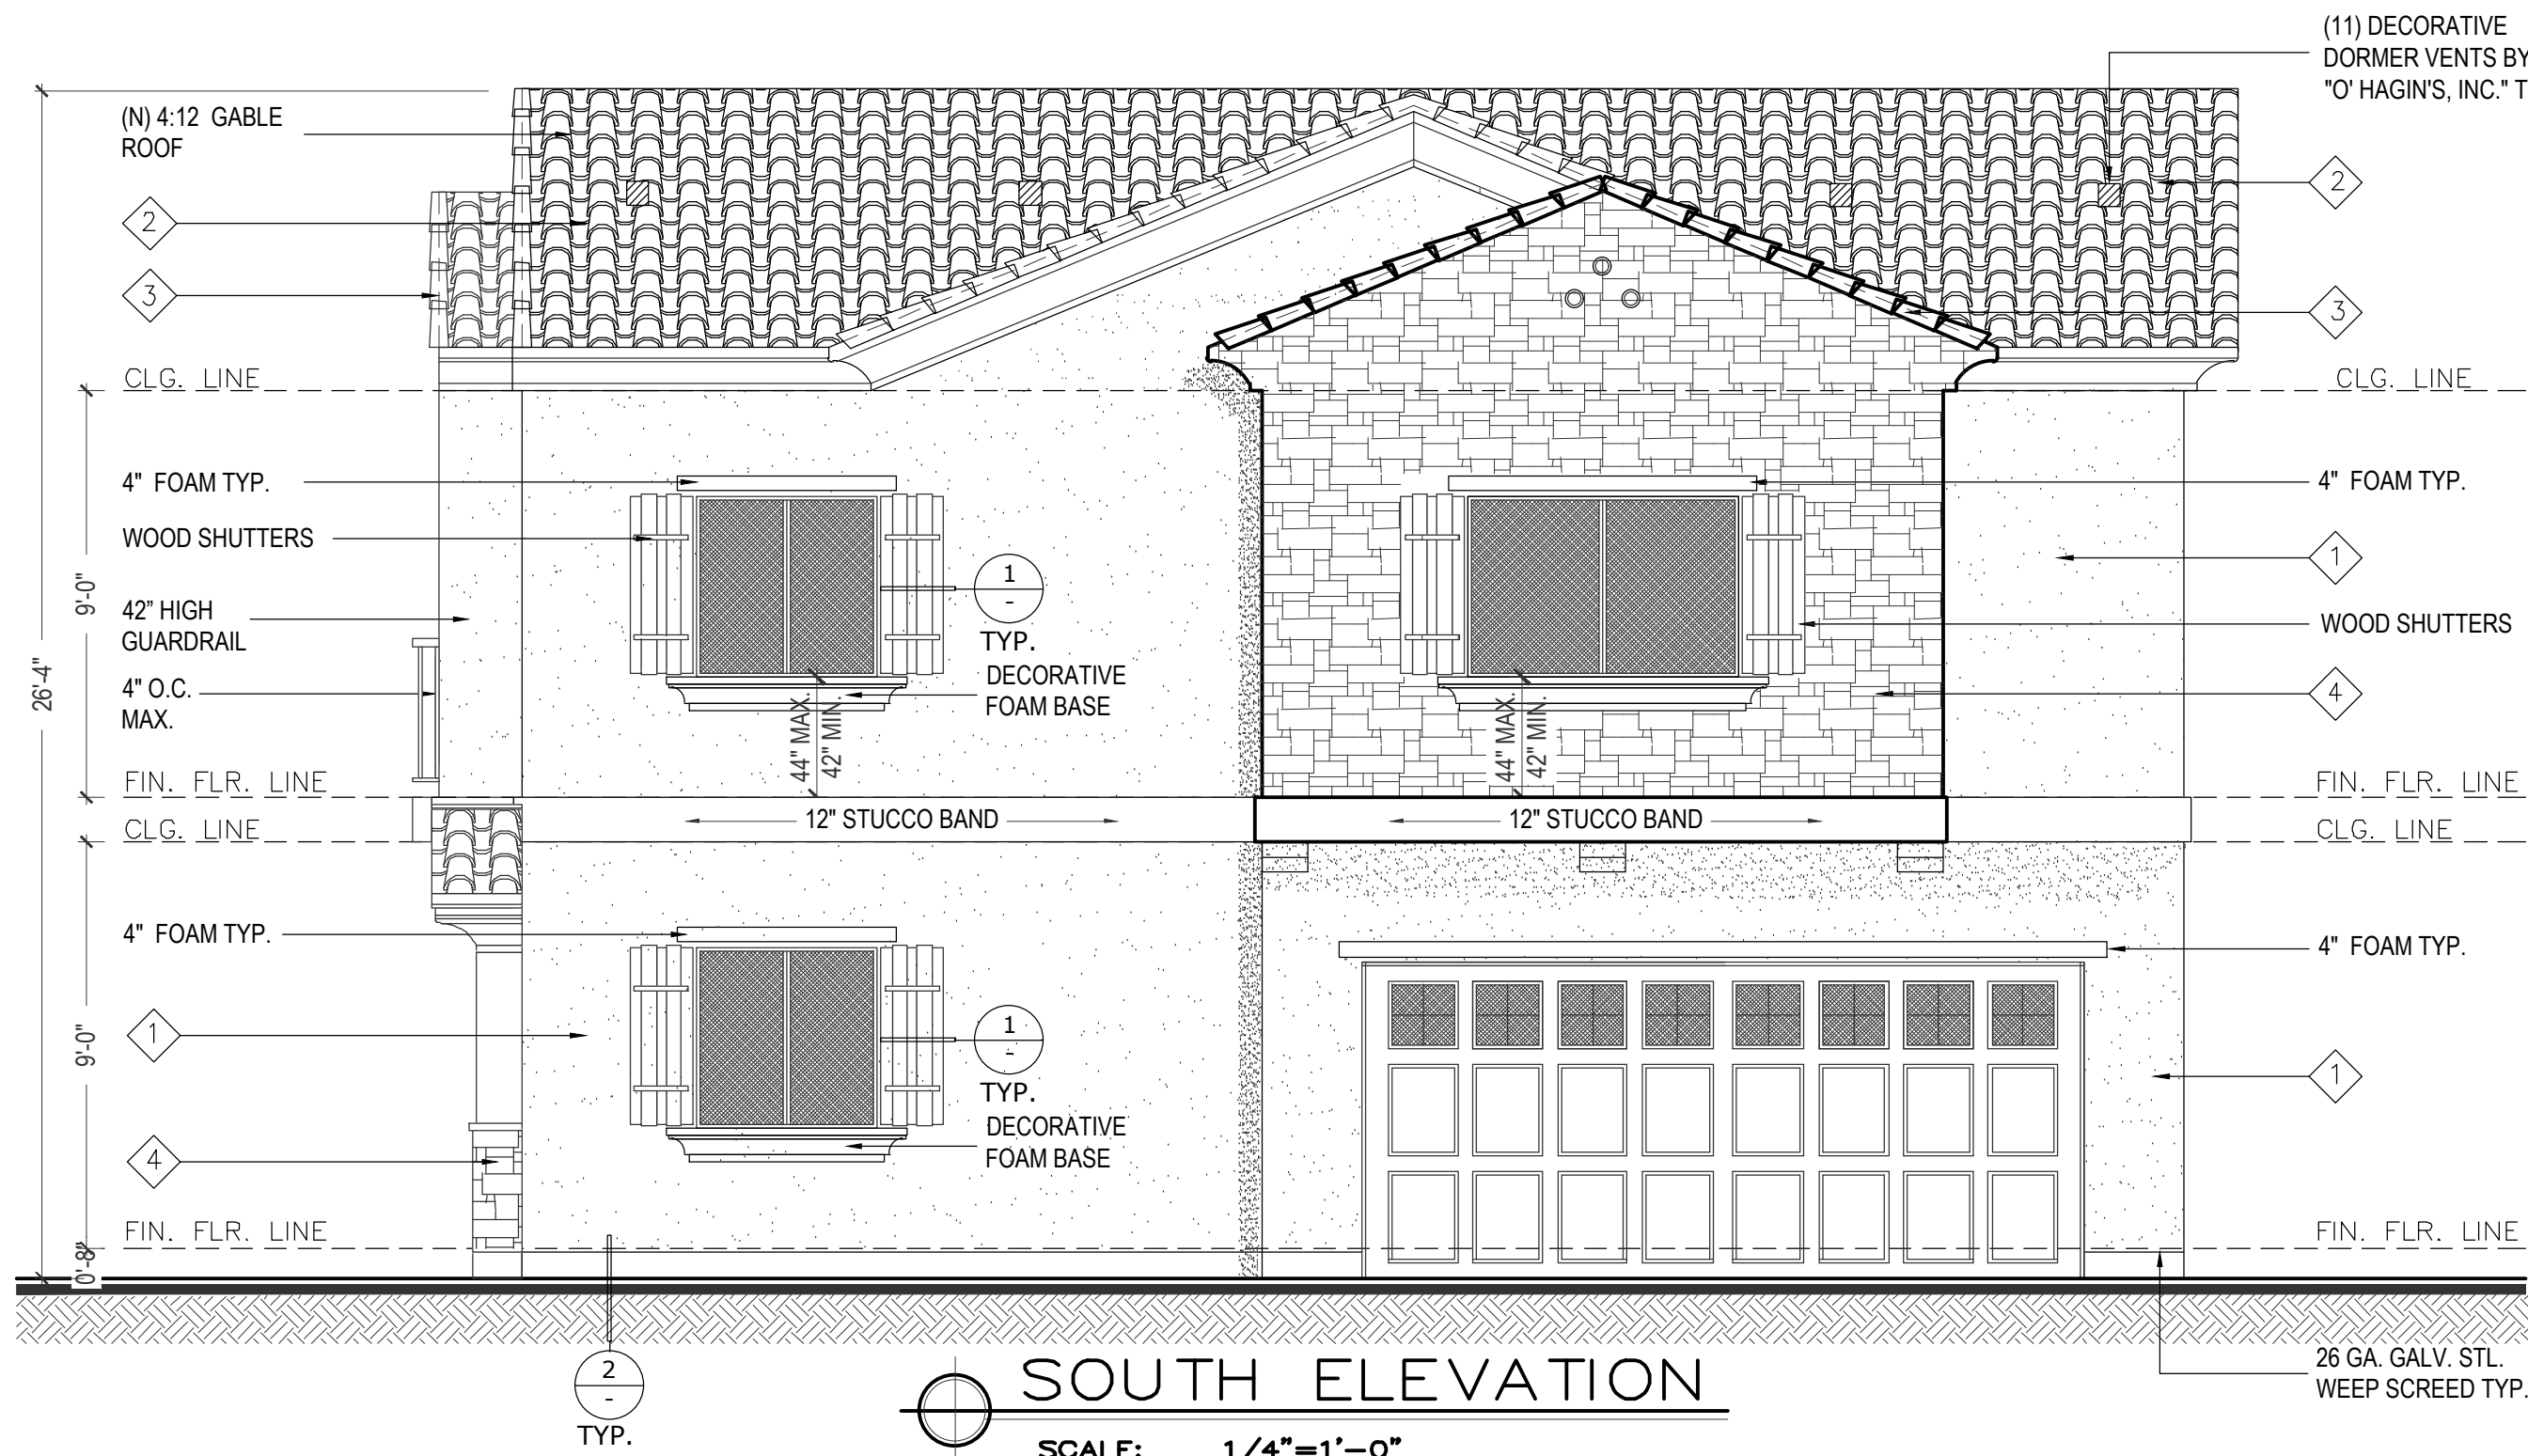 (11) DECORATIVE
DORMER VENTS BY
"O' HAGIN'S, INC." T
(N) 4:12 GABLE
ROOF
2
2
3
3
CLG. LINE
CLG. LINE
4" FOAM TYP.
4" FOAM TYP.
WOOD SHUTTERS
1
-
TYP.
1
9'-0"
26'-4"
42” HIGH
GUARDRAIL
WOOD SHUTTERS
DECORATIVE
FOAM BASE
4" O.C.
MAX.
44" MAX.
42" MIN.
44" MAX.
42" MIN.
4
FIN. FLR. LINE
FIN. FLR. LINE
12" STUCCO BAND
12" STUCCO BAND
CLG. LINE
CLG. LINE
4" FOAM TYP.
4" FOAM TYP.
9'-0"
1
1
-
TYP.
1
DECORATIVE
FOAM BASE
4
FIN. FLR. LINE
FIN. FLR. LINE
0'-8"
2
-
TYP.
26 GA. GALV. STL.
WEEP SCREED TYP.
SOUTH ELEVATION
SCALE: 1/4"=1'-0"